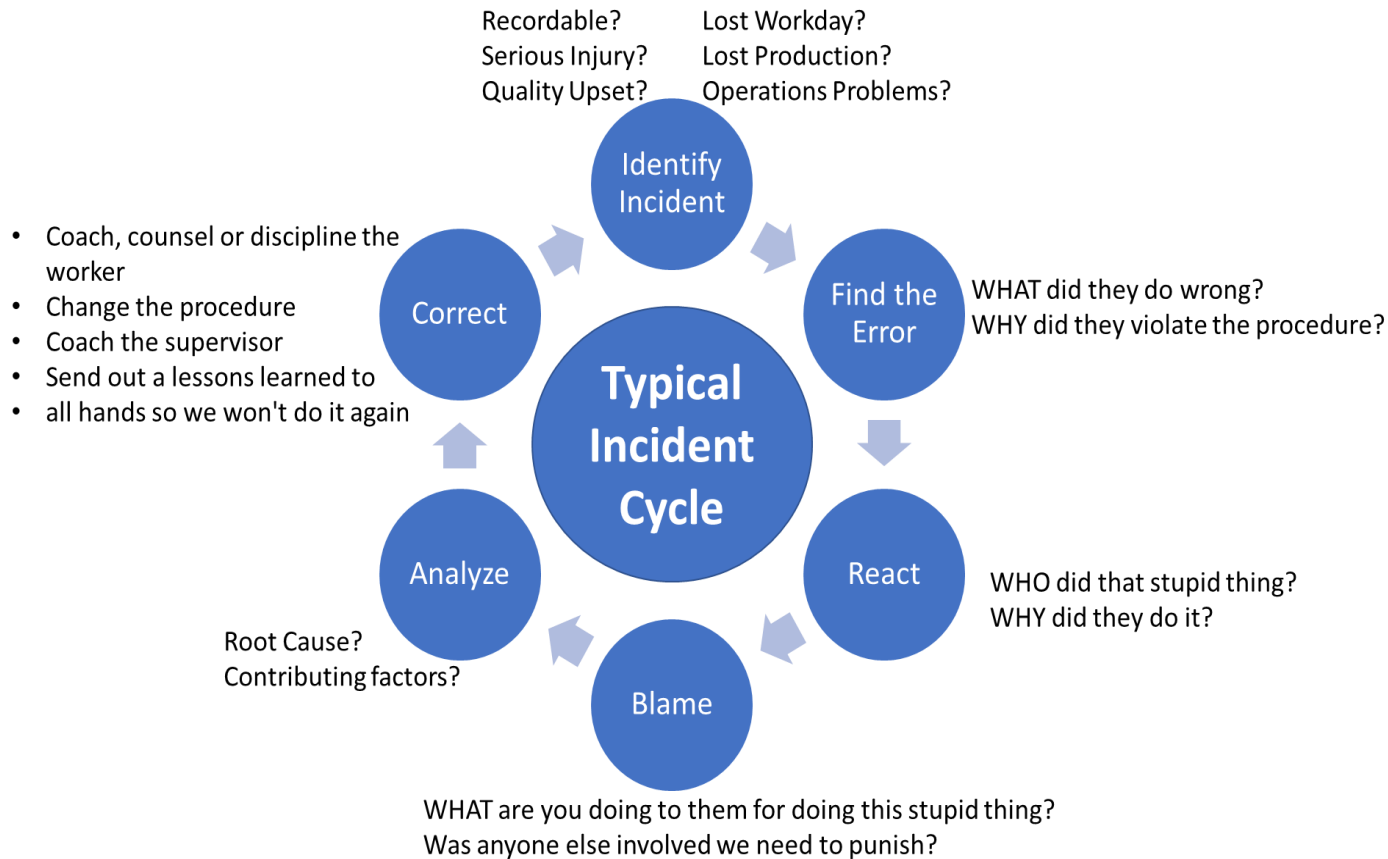 Recordable?
Serious Injury?
Quality Upset?
Lost Workday?
Lost Production?
Operations Problems?
Identify
Incident
Find the
Error
WHAT did they do wrong?
WHY did they violate the procedure?
React
WHO did that stupid thing?
WHY did they do it?
Blame
WHAT are you doing to them for doing this stupid thing?
Was anyone else involved we need to punish?
Analyze
Root Cause?
Contributing factors?
Correct
• Coach, counsel or discipline the
worker
• Change the procedure
• Coach the supervisor
• Send out a lessons learned to
• all hands so we won't do it again
Typical
Incident
Cycle